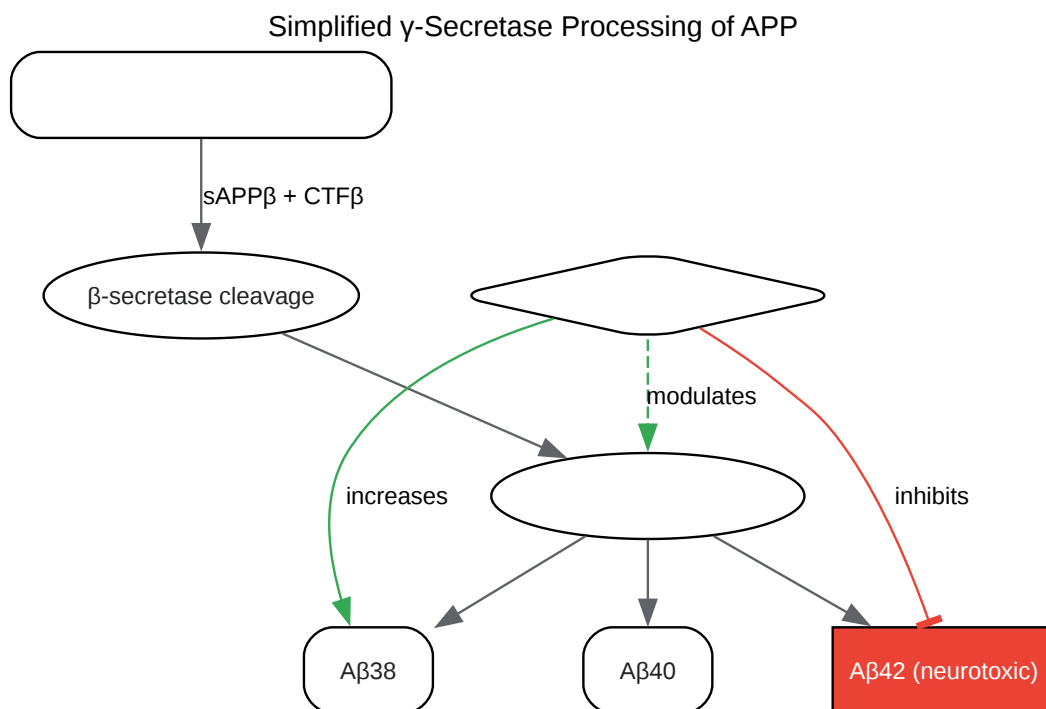 Simplified γ-Secretase Processing of APP
sAPPβ + CTFβ
β-secretase cleavage
modulates
increases
inhibits
Aβ38
Aβ40
Aβ42 (neurotoxic)